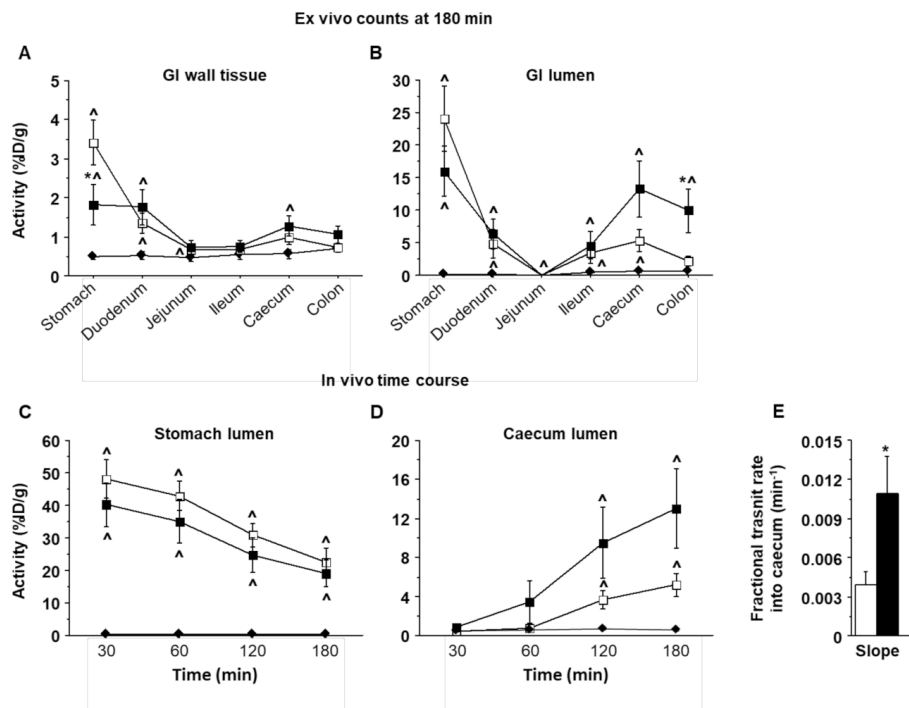 Ex vivo counts at 180 min
A
GI wall tissue
Activity (%ID/g)
5
4
3
2
1
0
^
*^
^
^
^
^
Stomach
Duodenum
Jejunum
Ileum
Caecum
Colon
B
GI lumen
30
25
20
15
10
5
0
^
^
^
^
^
^
^
^
^
*^
Stomach
Duodenum
Jejunum
Ileum
Caecum
Colon
In vivo time course
C
Stomach lumen
Activity (%ID/g)
60
50
40
30
20
10
0
^
^
^
^
^
^
^
^
30
60
120
180
Time (min)
D
Caecum lumen
20
16
12
8
4
0
^
^
^
^
30
60
120
180
Time (min)
E
Fractional trasnit rate
into caecum (min⁻¹)
0.015
0.012
0.009
0.006
0.003
0
*
Slope